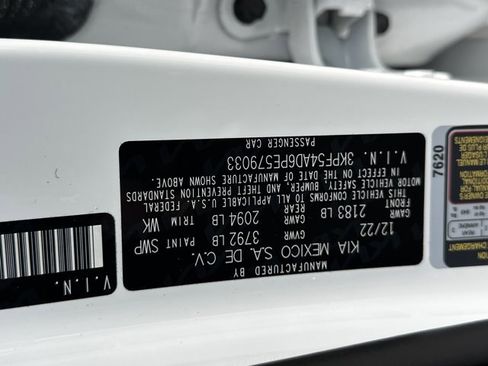 MANUFACTURED BY
KIA MEXICO S.A. DE C.V.
12/22 GVWR 3792 LB PAINT SWP
GAWR FRONT 2183 LB GAWR REAR 2094 LB TRIM WK
THIS VEHICLE CONFORMS TO ALL APPLICABLE U.S.A. FEDERAL
MOTOR VEHICLE SAFETY, BUMPER, AND THEFT PREVENTION STANDARDS
IN EFFECT ON THE DATE OF MANUFACTURE SHOWN ABOVE.
V.I.N. 3KPF54AD6PE579033
PASSENGER CAR
V.I.N.
7620